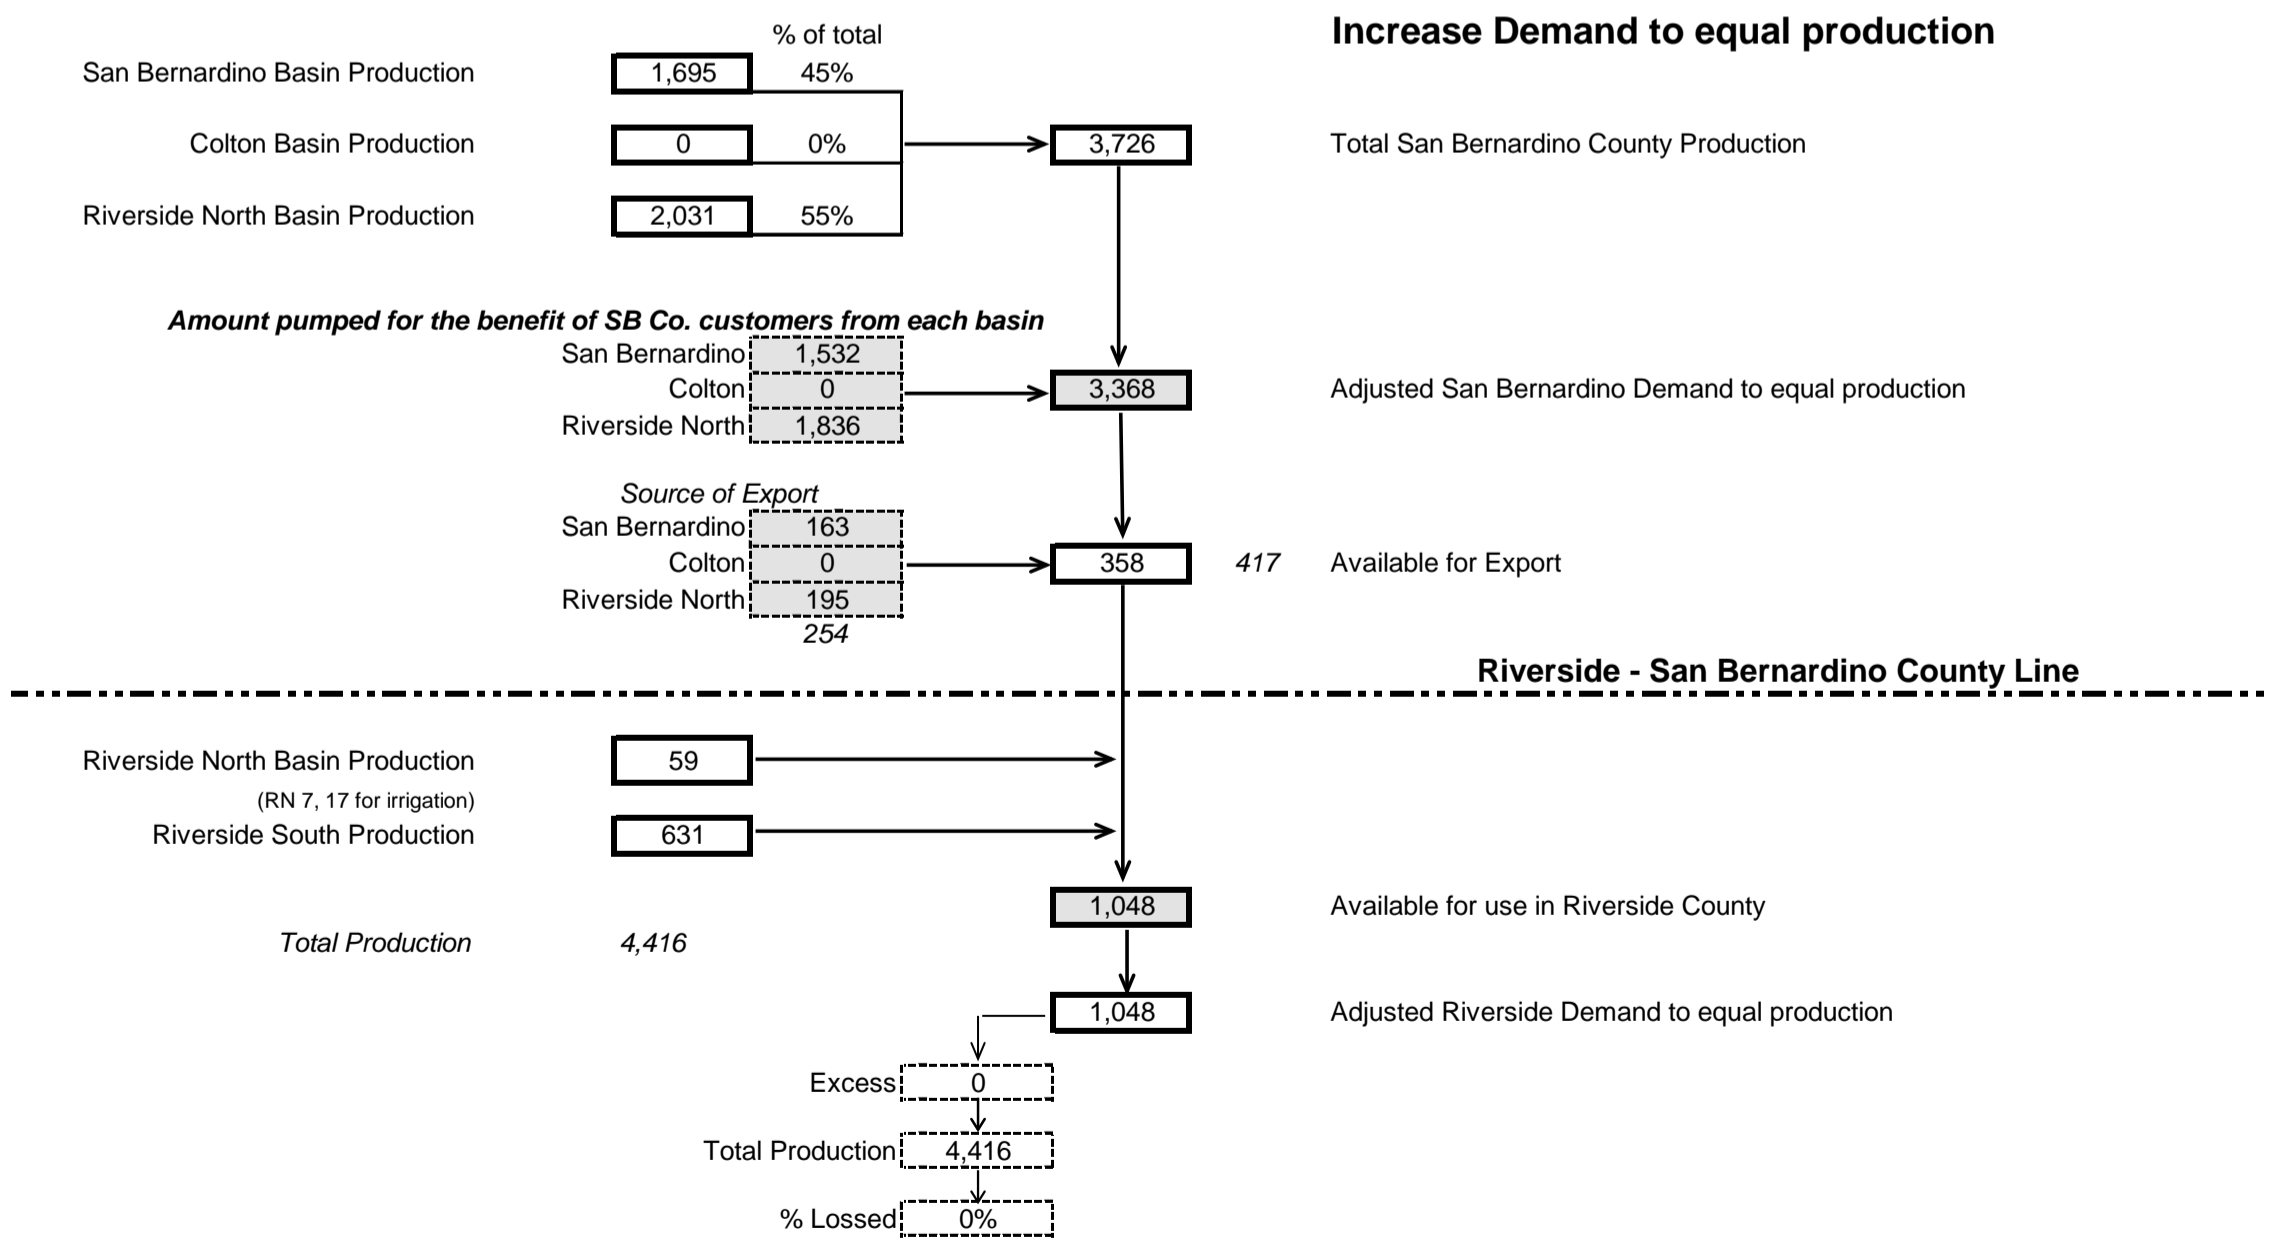 Increase Demand to equal production
% of total
San Bernardino Basin Production 1,695 45%
Colton Basin Production 0 0% 3,726 Total San Bernardino County Production
Riverside North Basin Production 2,031 55%
Amount pumped for the benefit of SB Co. customers from each basin
San Bernardino 1,532
Colton 0 3,368 Adjusted San Bernardino Demand to equal production
Riverside North 1,836
Source of Export
San Bernardino 163
Colton 0 358 417 Available for Export
Riverside North 195
254
Riverside - San Bernardino County Line
Riverside North Basin Production 59
(RN 7, 17 for irrigation)
Riverside South Production 631
1,048 Available for use in Riverside County
Total Production 4,416
1,048 Adjusted Riverside Demand to equal production
Excess 0
Total Production 4,416
% Lossed 0%